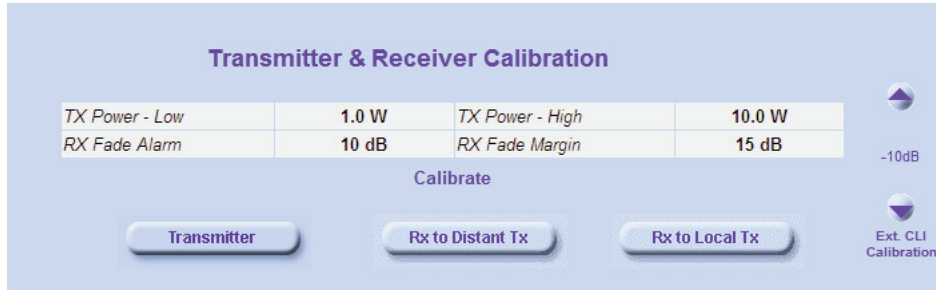 Transmitter & Receiver Calibration
TX Power - Low 1.0 W TX Power - High 10.0 W
RX Fade Alarm 10 dB RX Fade Margin 15 dB
-10dB
Calibrate
Transmitter Rx to Distant Tx Rx to Local Tx
Ext. CLI
Calibration